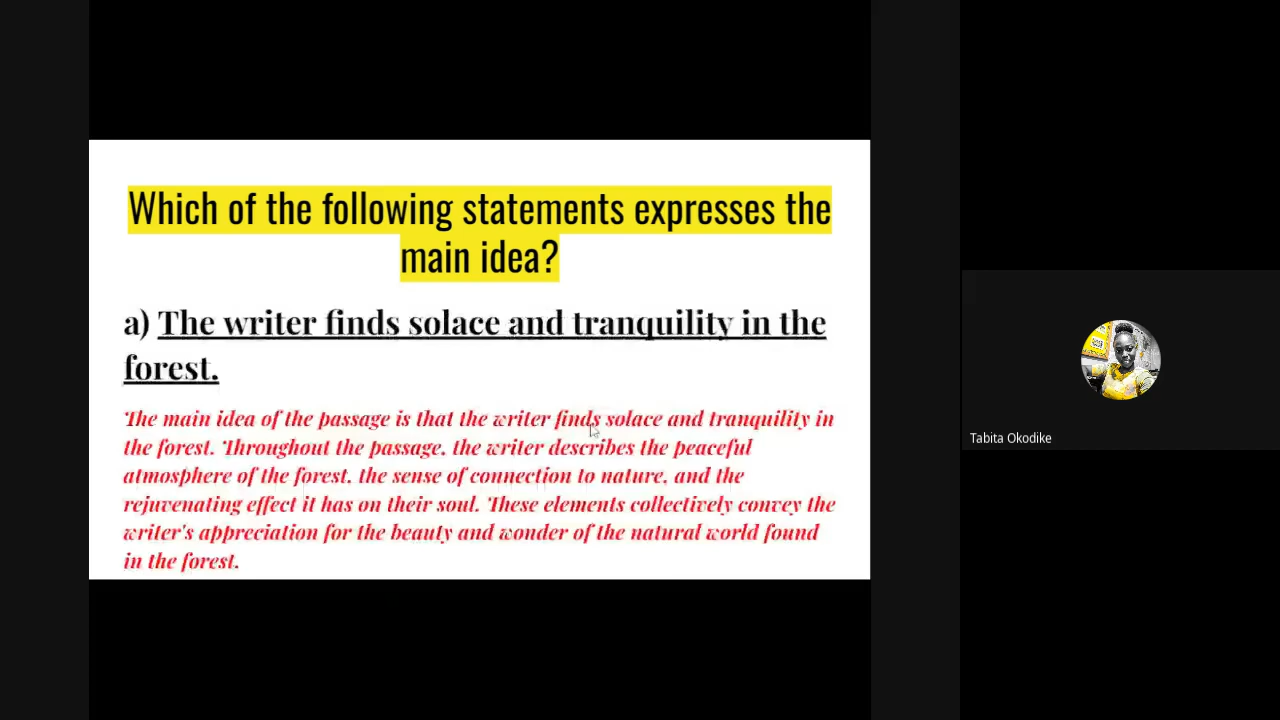 Which of the following statements expresses the
main idea?
a) The writer finds solace and tranquility in the
forest.
The main idea of the passage is that the writer finds solace and tranquility in
the forest. Throughout the passage, the writer describes the peaceful
atmosphere of the forest, the sense of connection to nature, and the
rejuvenating effect it has on their soul. These elements collectively convey the
writer's appreciation for the beauty and wonder of the natural world found
in the forest.
Tabita Okodike